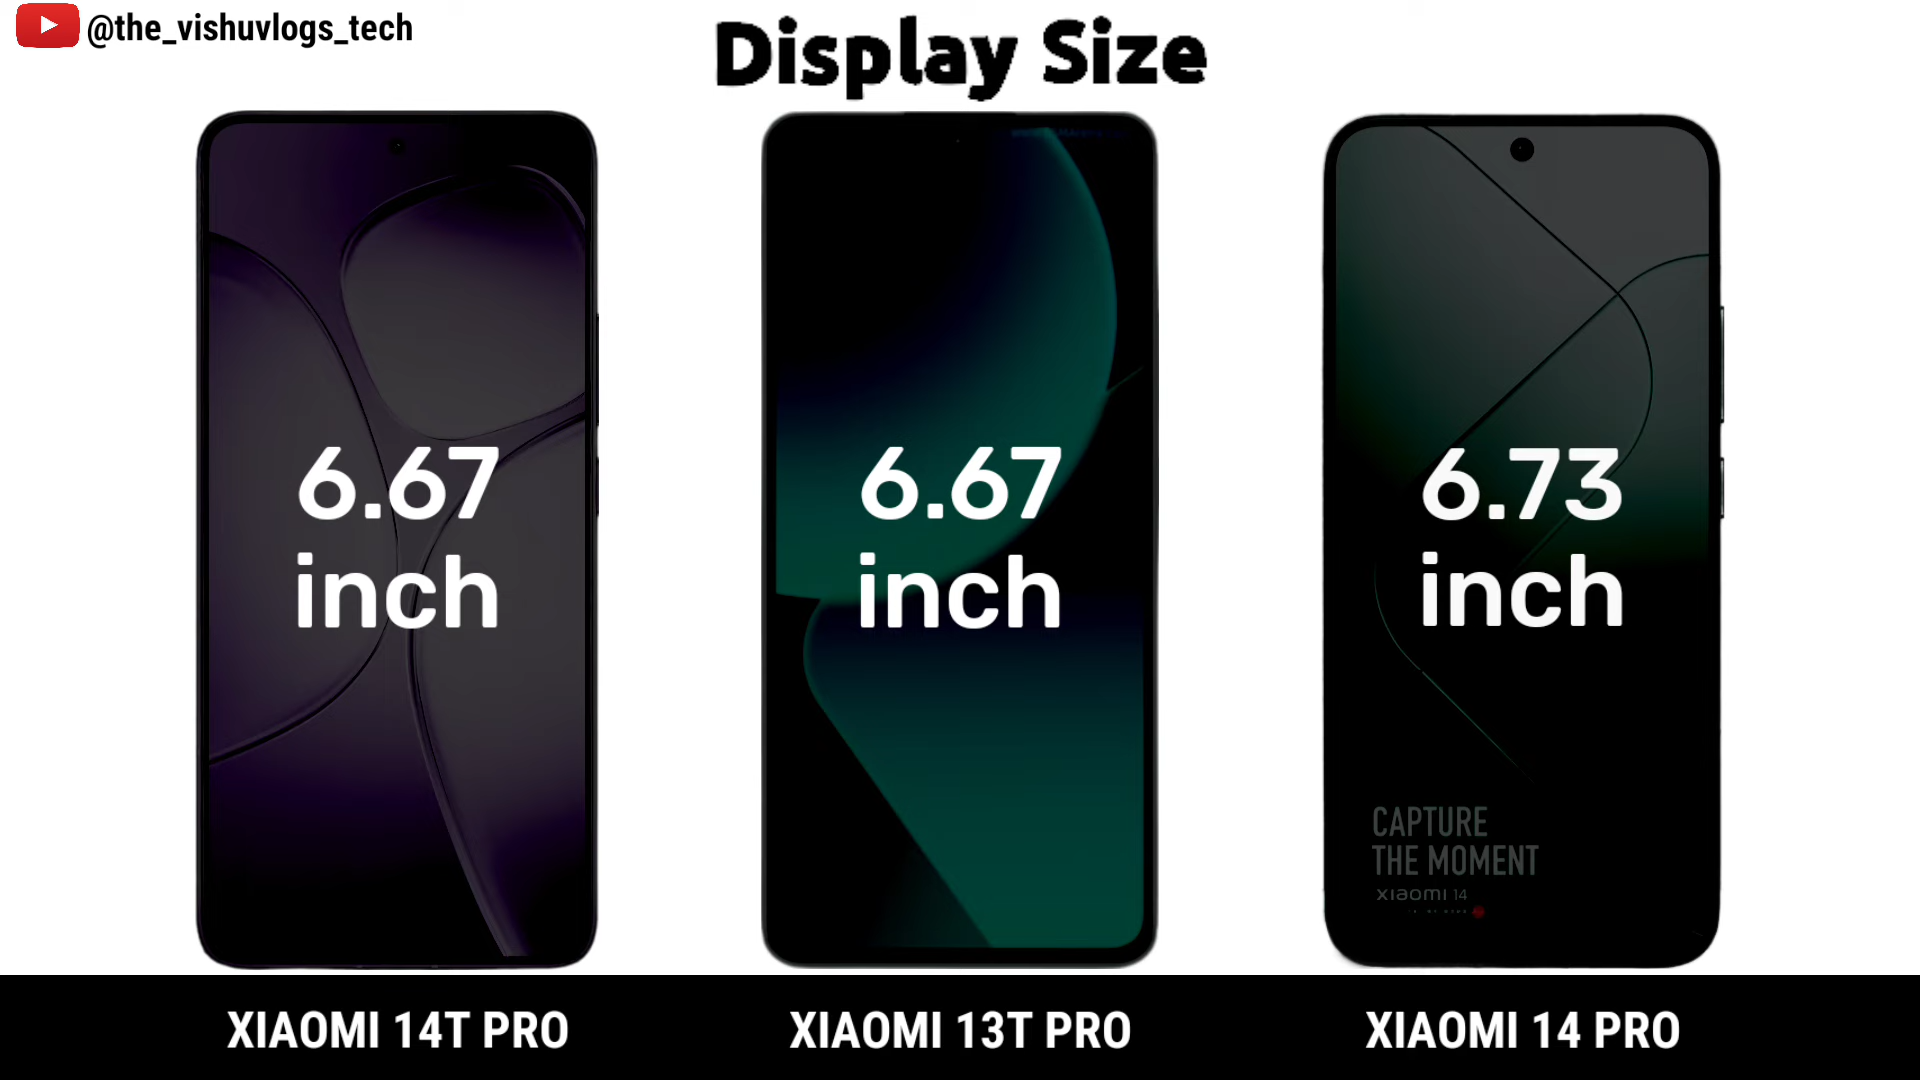 @the_vishuvlogs_tech
Display Size
6.67
inch
6.67
inch
6.73
inch
CAPTURE
THE MOMENT
xiaomi 14
XIAOMI 14T PRO
XIAOMI 13T PRO
XIAOMI 14 PRO